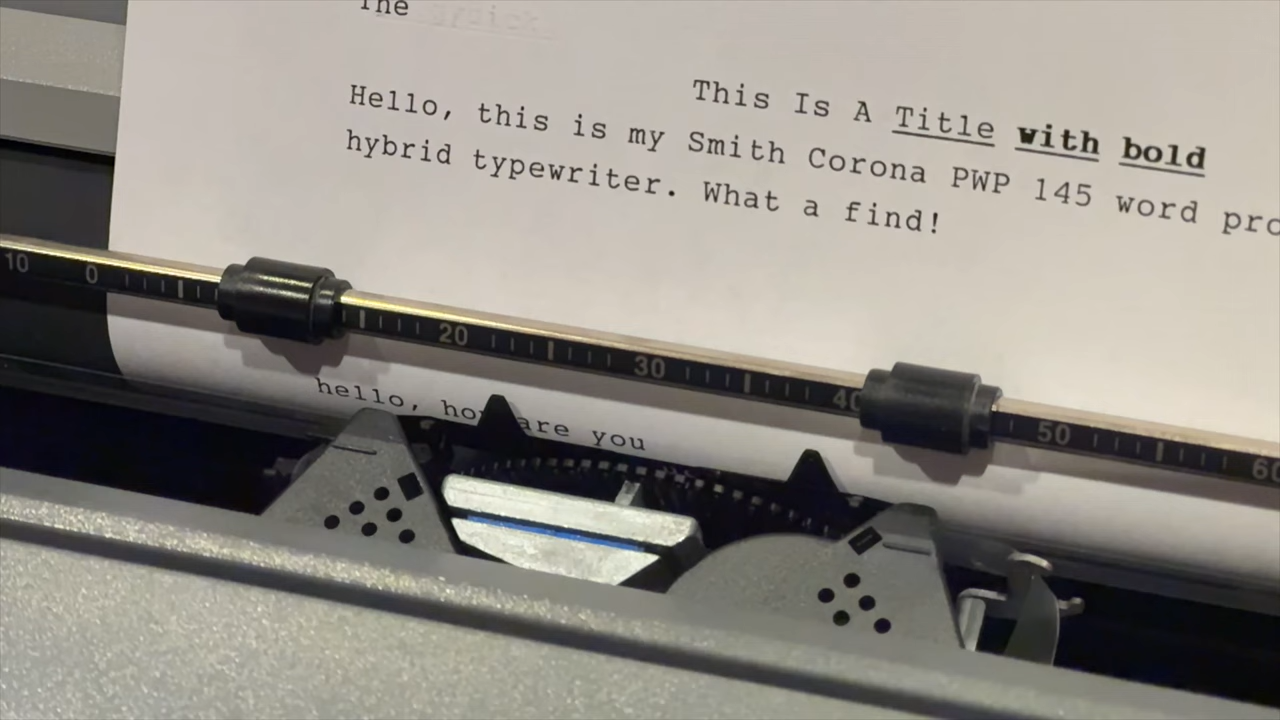 The
This Is A Title with bold
Hello, this is my Smith Corona PWP 145 word pro
hybrid typewriter. What a find!
10 0 20 30 40 50 60
hello, how are you